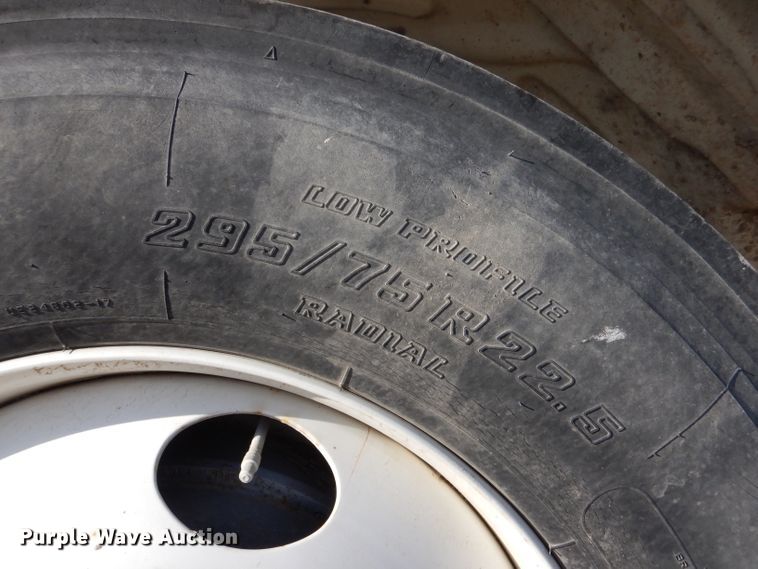 LOW PROFILE
295/75R22.5
RADIAL
Purple Wave Auction